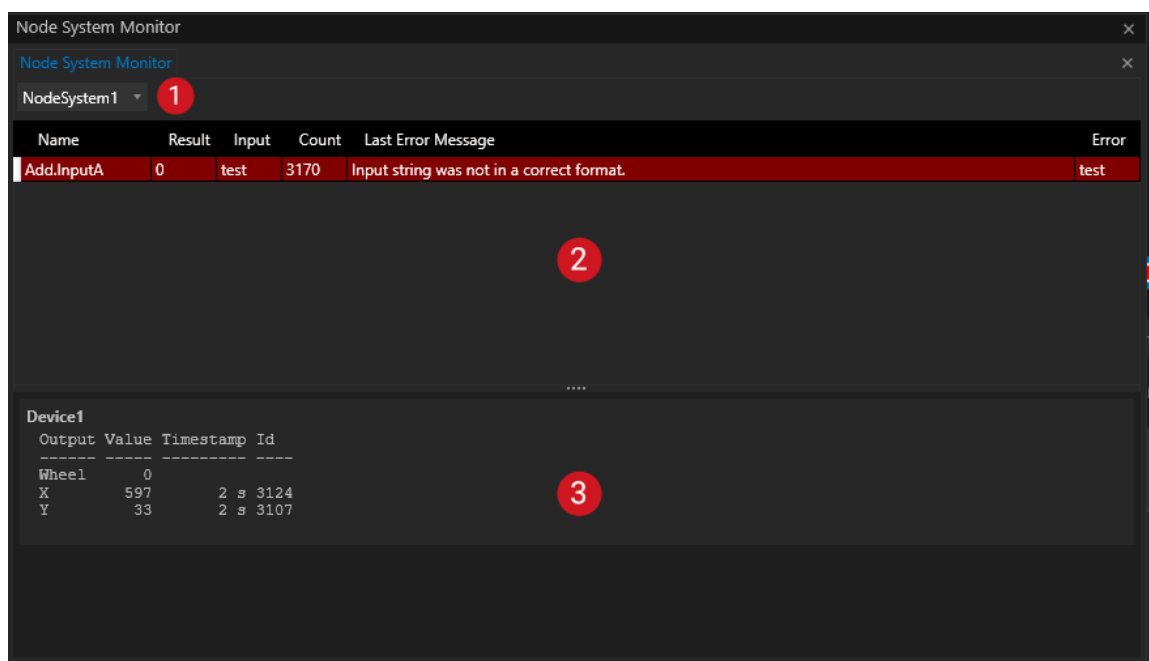 Node System Monitor
Node System Monitor
NodeSystem1 1
Name Result Input Count Last Error Message Error
Add.InputA 0 test 3170 Input string was not in a correct format. test
2
Device1
Output Value Timestamp Id
------ ----- --------- ----
Wheel 0
X 597 2 s 3124
3
Y 33 2 s 3107